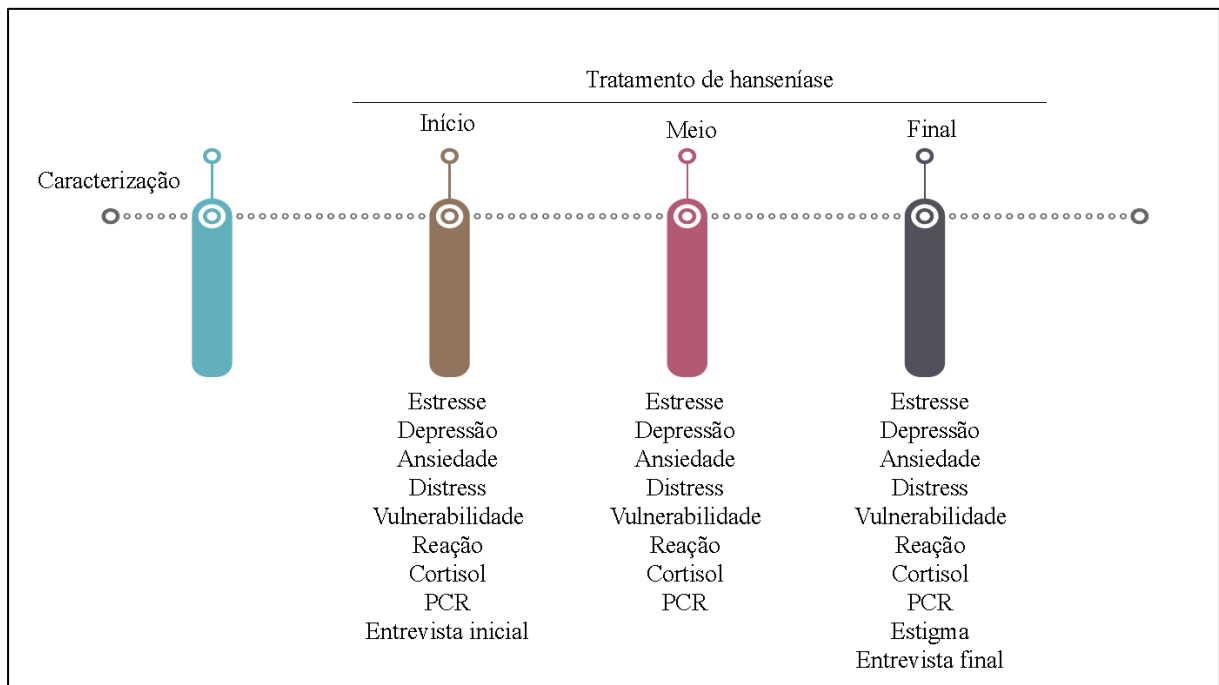 Tratamento de hanseníase
Início
Meio
Final
Caracterização
Estresse
Depressão
Ansiedade
Distress
Vulnerabilidade
Reação
Cortisol
PCR
Entrevista inicial
Estresse
Depressão
Ansiedade
Distress
Vulnerabilidade
Reação
Cortisol
PCR
Estresse
Depressão
Ansiedade
Distress
Vulnerabilidade
Reação
Cortisol
PCR
Estigma
Entrevista final